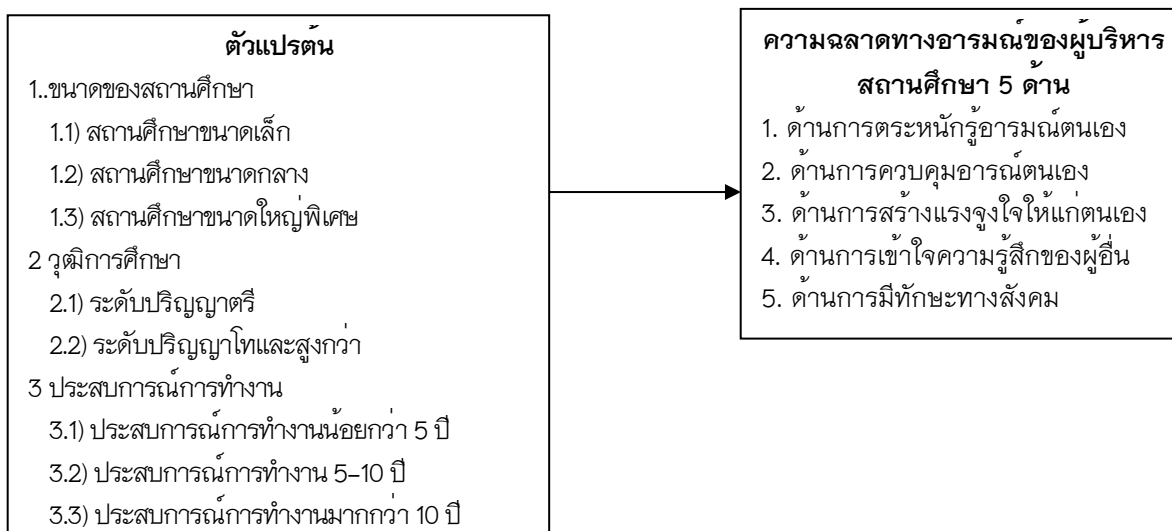 ตัวแปรต้น
1..ขนาดของสถานศึกษา
1.1) สถานศึกษาขนาดเล็ก
1.2) สถานศึกษาขนาดกลาง
1.3) สถานศึกษาขนาดใหญ่พิเศษ
2 วุฒิการศึกษา
2.1) ระดับปริญญาตรี
2.2) ระดับปริญญาโทและสูงกว่า
3 ประสบการณ์การทำงาน
3.1) ประสบการณ์การทำงานน้อยกว่า 5 ปี
3.2) ประสบการณ์การทำงาน 5–10 ปี
3.3) ประสบการณ์การทำงานมากกว่า 10 ปี
ความฉลาดทางอารมณ์ของผู้บริหาร
สถานศึกษา 5 ด้าน
1. ด้านการตระหนักรู้อารมณ์ตนเอง
2. ด้านการควบคุมอารณ์ตนเอง
3. ด้านการสร้างแรงจูงใจให้แก่ตนเอง
4. ด้านการเข้าใจความรู้สึกของผู้อื่น
5. ด้านการมีทักษะทางสังคม